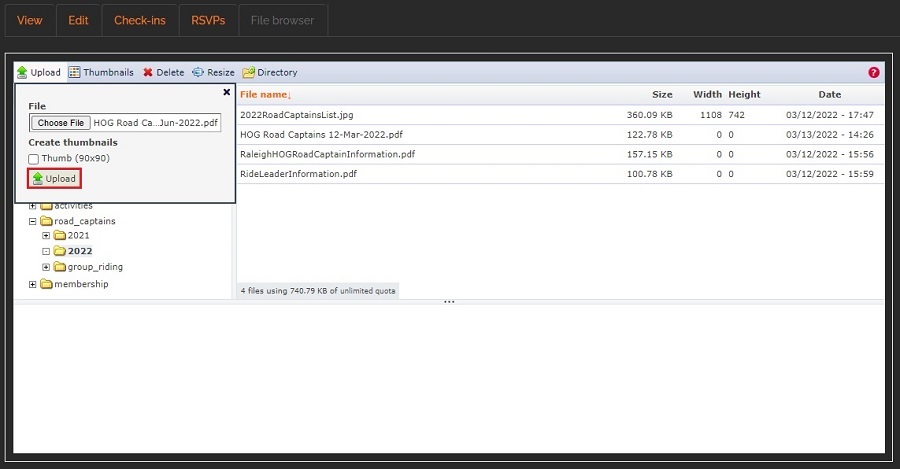 View Edit Check-ins RSVPs File browser
Upload Thumbnails Delete Resize Directory ?
File
Choose File HOG Road Ca...Jun-2022.pdf
Create thumbnails
Thumb (90x90)
Upload
activities
road_captains
2021
2022
group_riding
membership
File name↓ Size Width Height Date
2022RoadCaptainsList.jpg 360.09 KB 1108 742 03/12/2022 - 17:47
HOG Road Captains 12-Mar-2022.pdf 122.78 KB 0 0 03/13/2022 - 14:26
RaleighHOGRoadCaptainInformation.pdf 157.15 KB 0 0 03/12/2022 - 15:56
RideLeaderInformation.pdf 100.78 KB 0 0 03/12/2022 - 15:59
4 files using 740.79 KB of unlimited quota